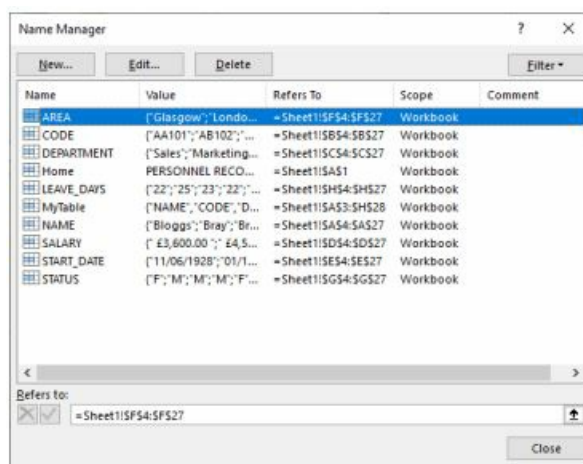 Name Manager ? ×
New... Edit... Delete Filter
Name Value Refers To Scope Comment
AREA {"Glasgow";"Londo... =Sheet1!$F$4:$F$27 Workbook
CODE {"AA101";"AB102";"... =Sheet1!$B$4:$B$27 Workbook
DEPARTMENT {"Sales";"Marketing... =Sheet1!$C$4:$C$27 Workbook
Home PERSONNEL RECO... =Sheet1!$A$1 Workbook
LEAVE_DAYS {"22";"25";"23";"22";"... =Sheet1!$H$4:$H$27 Workbook
MyTable {"NAME","CODE","D... =Sheet1!$A$3:$H$28 Workbook
NAME {"Bloggs";"Bray";"Br... =Sheet1!$A$4:$A$27 Workbook
SALARY {" £3,600.00 ";" £4,5... =Sheet1!$D$4:$D$27 Workbook
START_DATE {"11/06/1928";"01/1... =Sheet1!$E$4:$E$27 Workbook
STATUS {"F";"M";"M";"M";"F"... =Sheet1!$G$4:$G$27 Workbook
Refers to:
=Sheet1!$F$4:$F$27
Close